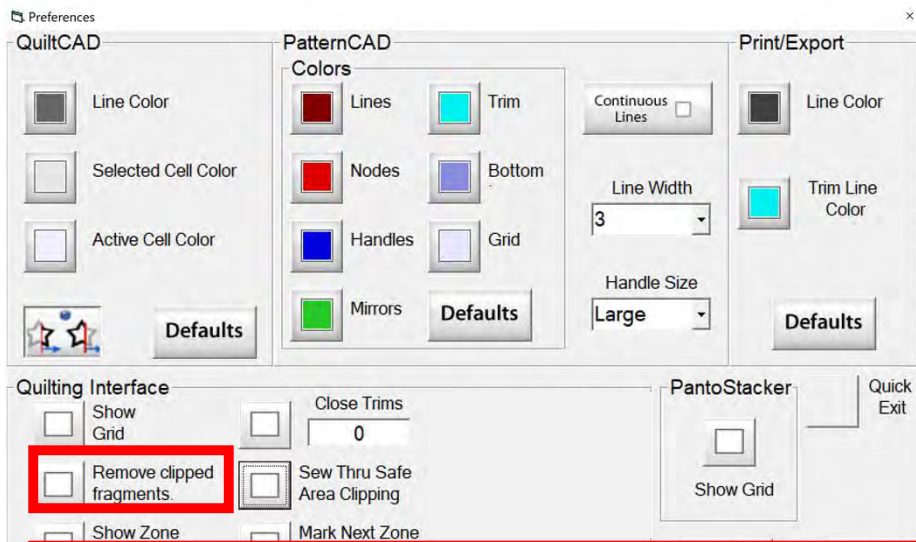 Preferences
QuiltCAD
Line Color
Selected Cell Color
Active Cell Color
Defaults
PatternCAD
Colors
Lines
Trim
Nodes
Bottom
Handles
Grid
Mirrors
Defaults
Continuous
Lines
Line Width
3
Handle Size
Large
Print/Export
Line Color
Trim Line
Color
Defaults
Quilting Interface
Show
Grid
Close Trims
0
Remove clipped
fragments.
Sew Thru Safe
Area Clipping
Show Zone
Mark Next Zone
PantoStacker
Show Grid
Quick
Exit